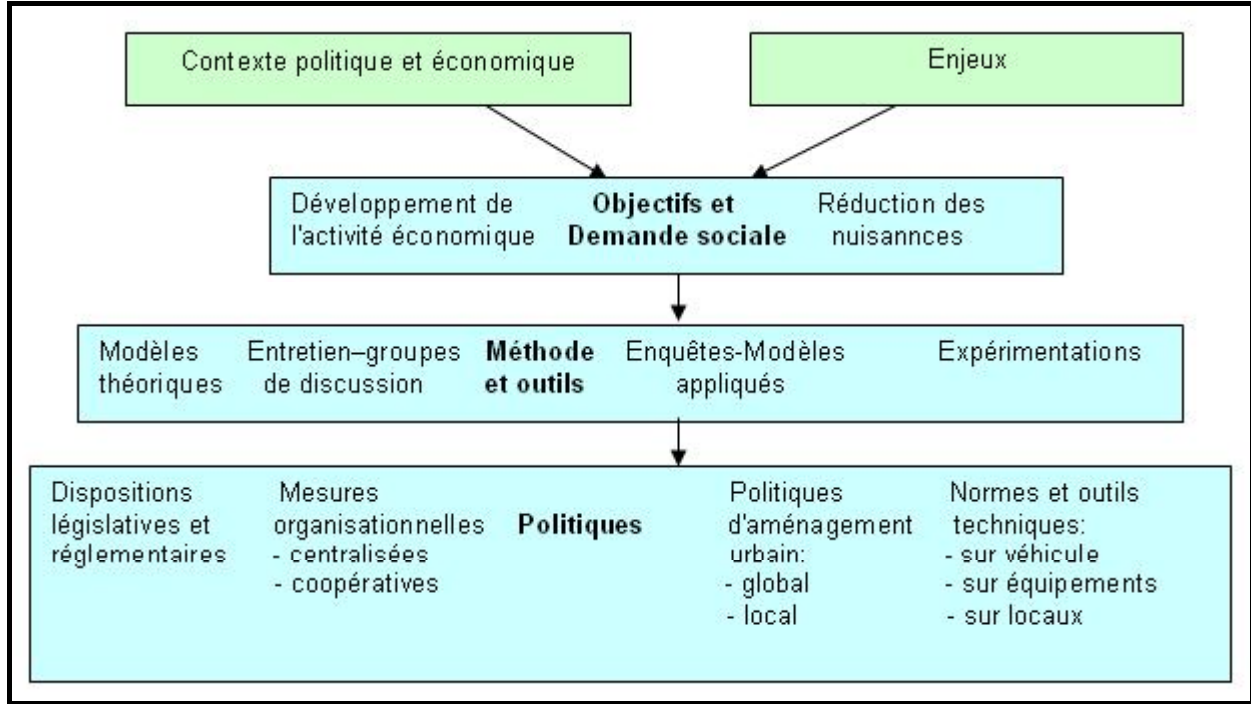 Contexte politique et économique
Enjeux
Développement de
l'activité économique
Objectifs et
Demande sociale
Réduction des
nuisannces
Modèles
théoriques
Entretien–groupes
de discussion
Méthode
et outils
Enquêtes-Modèles
appliqués
Expérimentations
Dispositions
législatives et
réglementaires
Mesures
organisationnelles
- centralisées
- coopératives
Politiques
Politiques
d'aménagement
urbain:
- global
- local
Normes et outils
techniques:
- sur véhicule
- sur équipements
- sur locaux